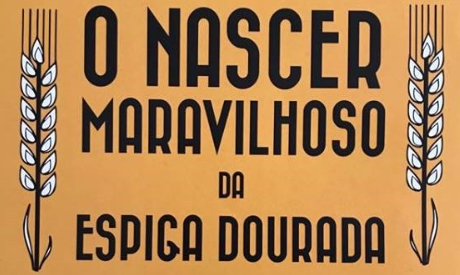 O NASCER
MARAVILHOSO
DA
ESPIGA DOURADA